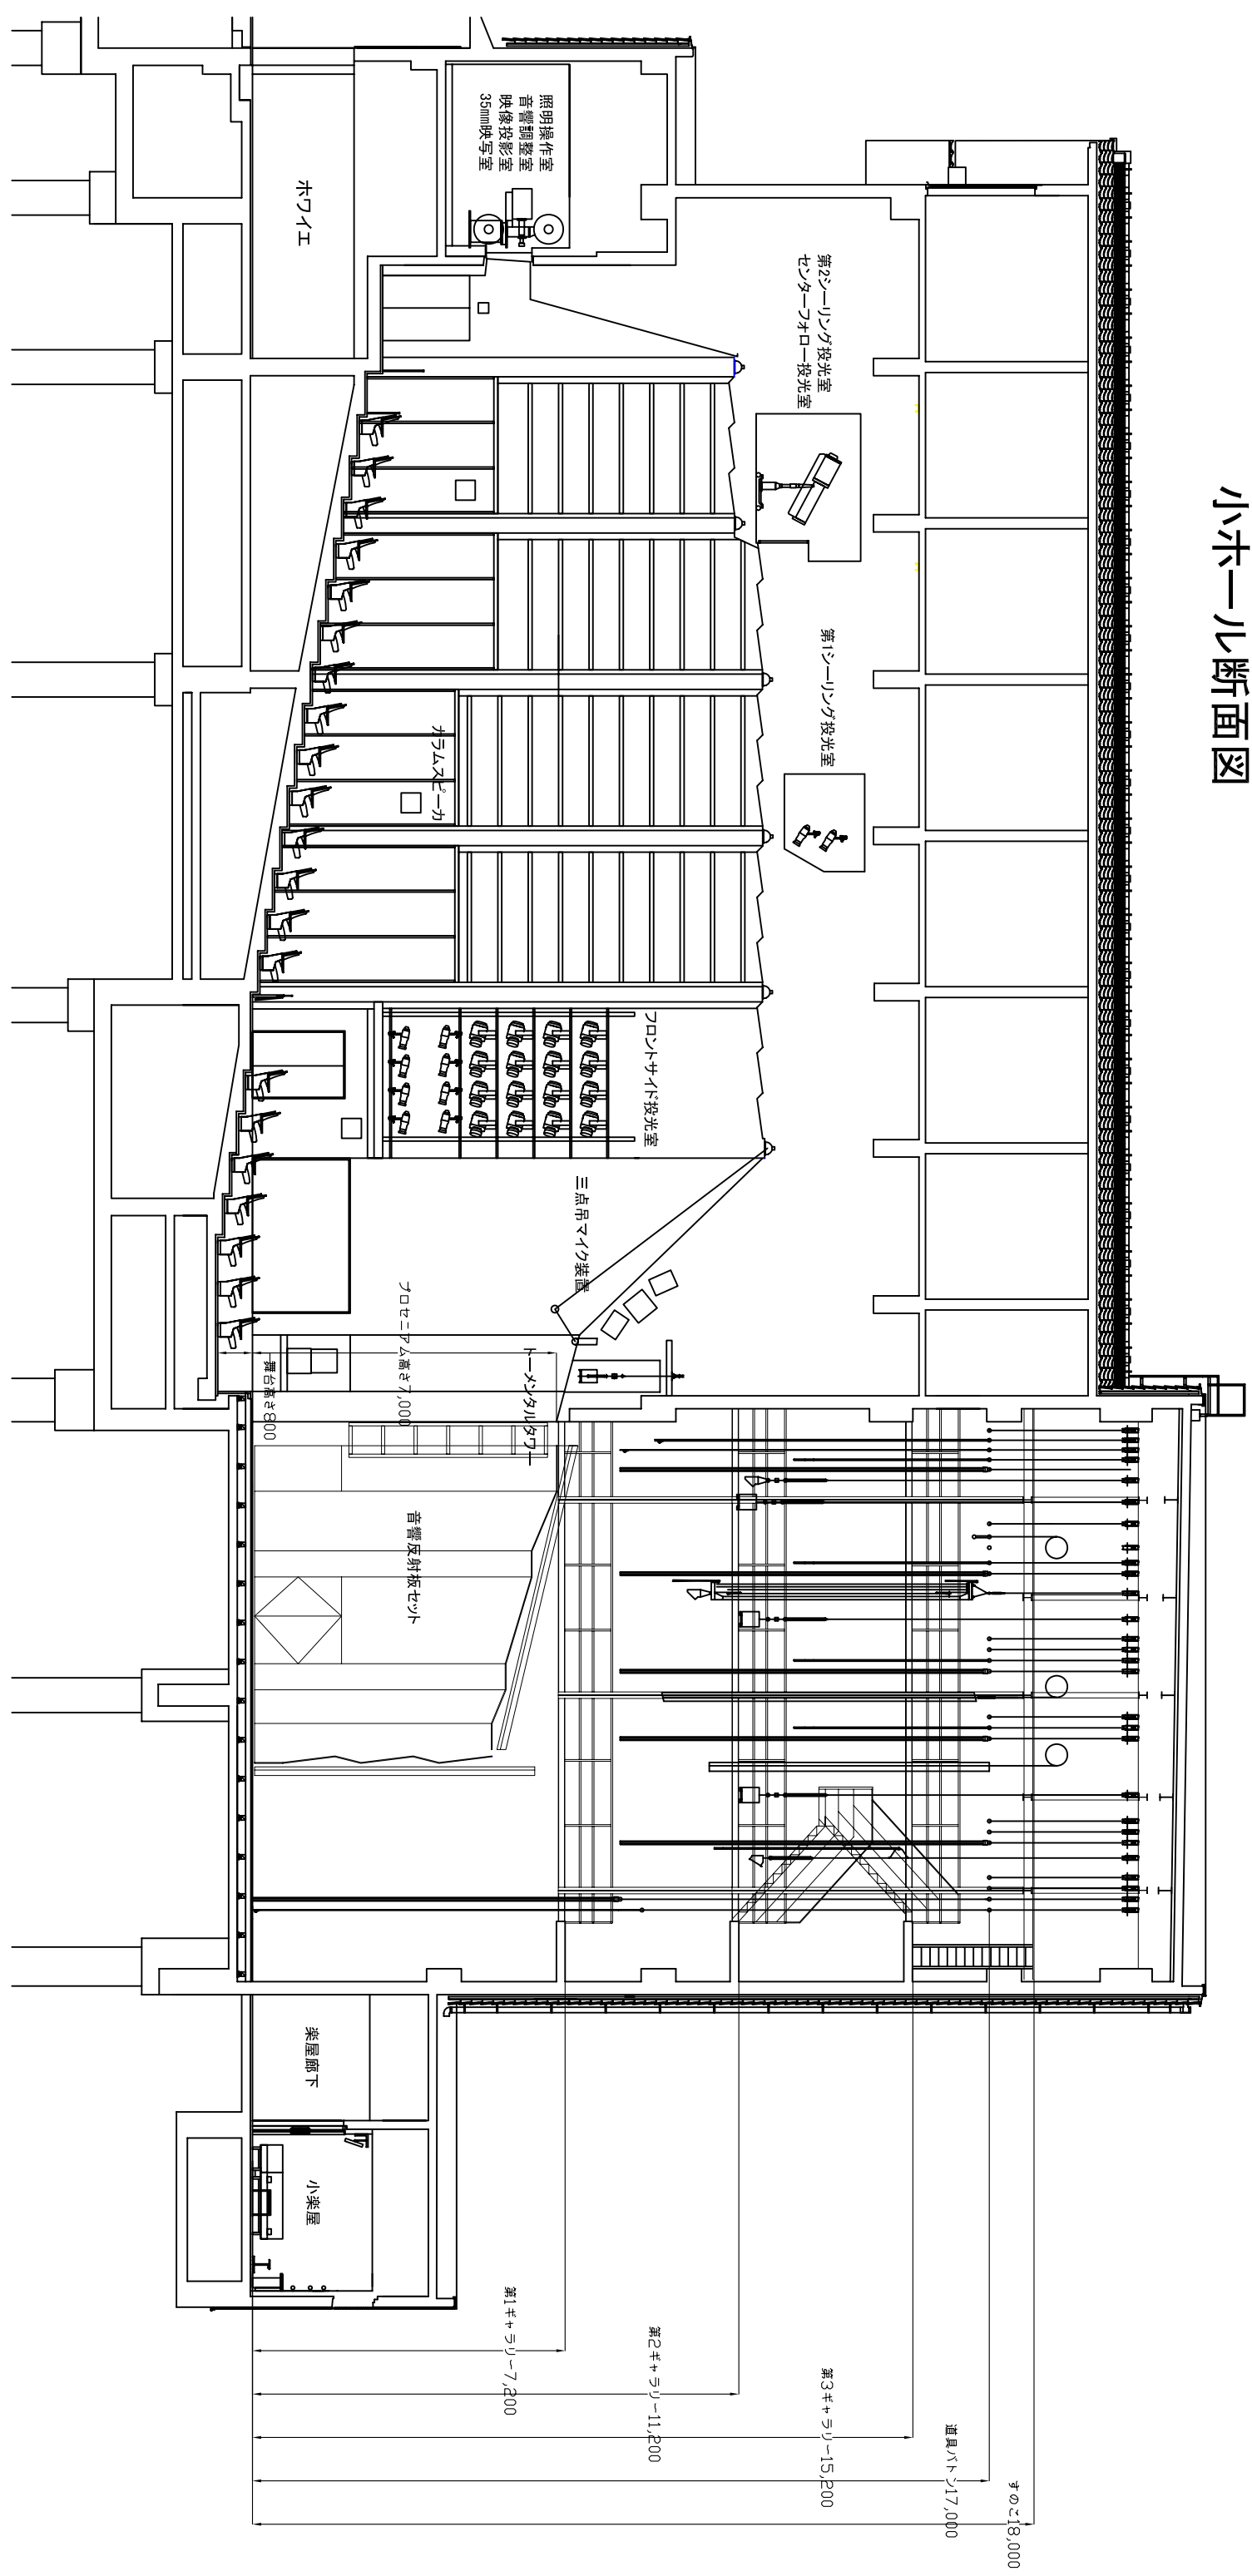 小ホール断面図
照明操作室
音響調整室
映像投影室
35mm映写室
ホワイエ
第2シーリング投光室
センターフォロー投光室
第1シーリング投光室
カラムスピーカ
フロントサイド投光室
三点吊マイク装置
プロセニアム高さ7,000
舞台高さ800
トーメンタルタワー
音響反射板セット
楽屋廊下
小楽屋
第1ギャラリー7,200
第2ギャラリー11,200
第3ギャラリー15,200
道具バトン17,000
すのこ18,000